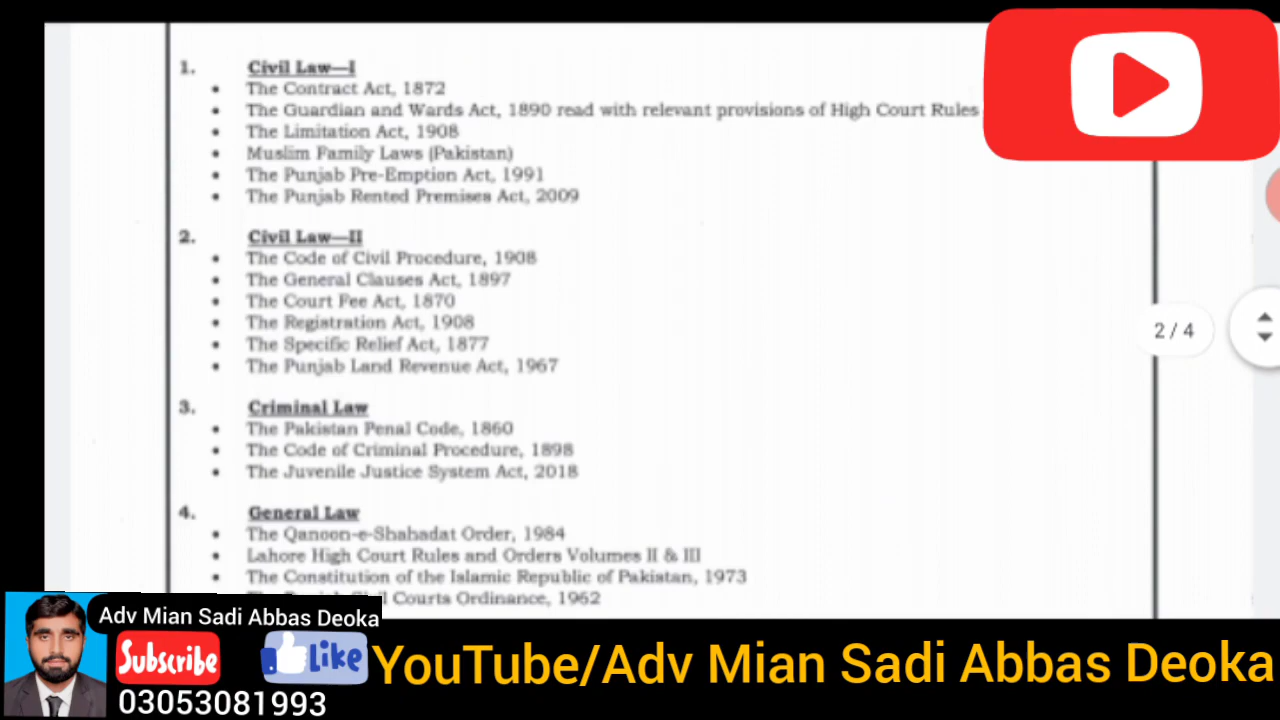 1. Civil Law—I
• The Contract Act, 1872
• The Guardian and Wards Act, 1890 read with relevant provisions of High Court Rules
• The Limitation Act, 1908
• Muslim Family Laws (Pakistan)
• The Punjab Pre-Emption Act, 1991
• The Punjab Rented Premises Act, 2009
2. Civil Law—II
• The Code of Civil Procedure, 1908
• The General Clauses Act, 1897
• The Court Fee Act, 1870
• The Registration Act, 1908
• The Specific Relief Act, 1877
• The Punjab Land Revenue Act, 1967
3. Criminal Law
• The Pakistan Penal Code, 1860
• The Code of Criminal Procedure, 1898
• The Juvenile Justice System Act, 2018
4. General Law
• The Qanoon-e-Shahadat Order, 1984
• Lahore High Court Rules and Orders Volumes II & III
• The Constitution of the Islamic Republic of Pakistan, 1973
Courts Ordinance, 1962
2 / 4
Adv Mian Sadi Abbas Deoka
Subscribe
Like
03053081993
YouTube/Adv Mian Sadi Abbas Deoka